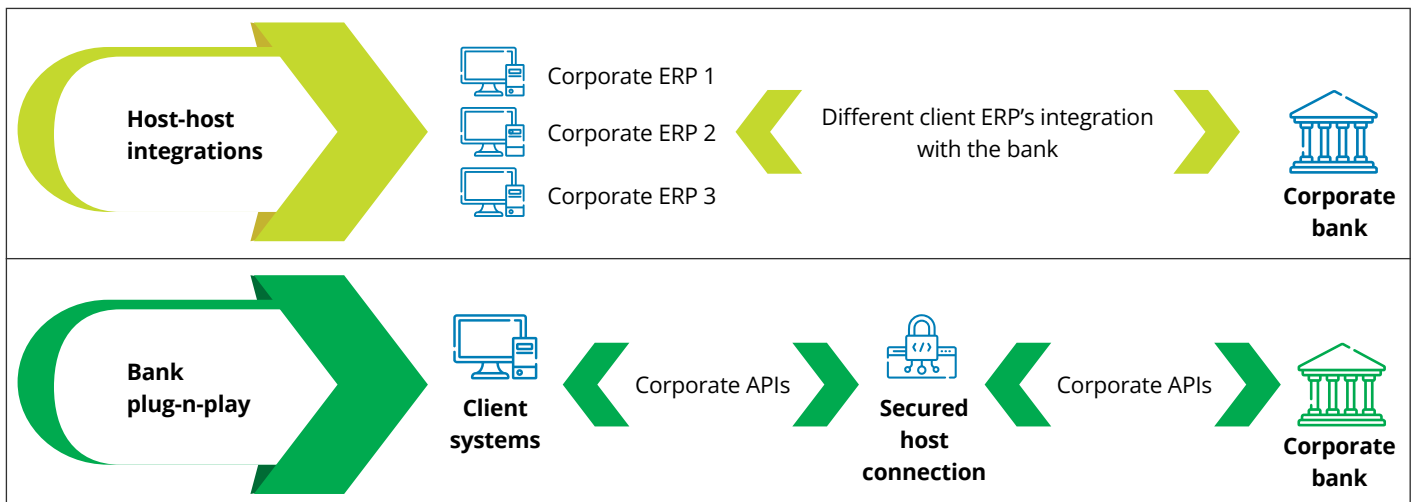 Host-host
integrations
Corporate ERP 1
Corporate ERP 2
Corporate ERP 3
Different client ERP’s integration
with the bank
Corporate
bank
Bank
plug-n-play
Client
systems
Corporate APIs
</>
Secured
host
connection
Corporate APIs
Corporate
bank